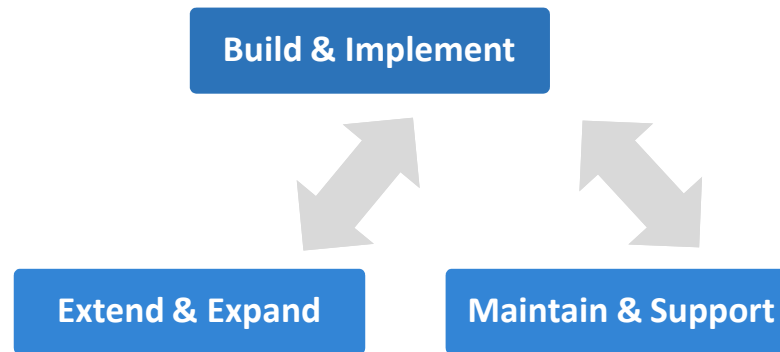 Build & Implement
Extend & Expand
Maintain & Support